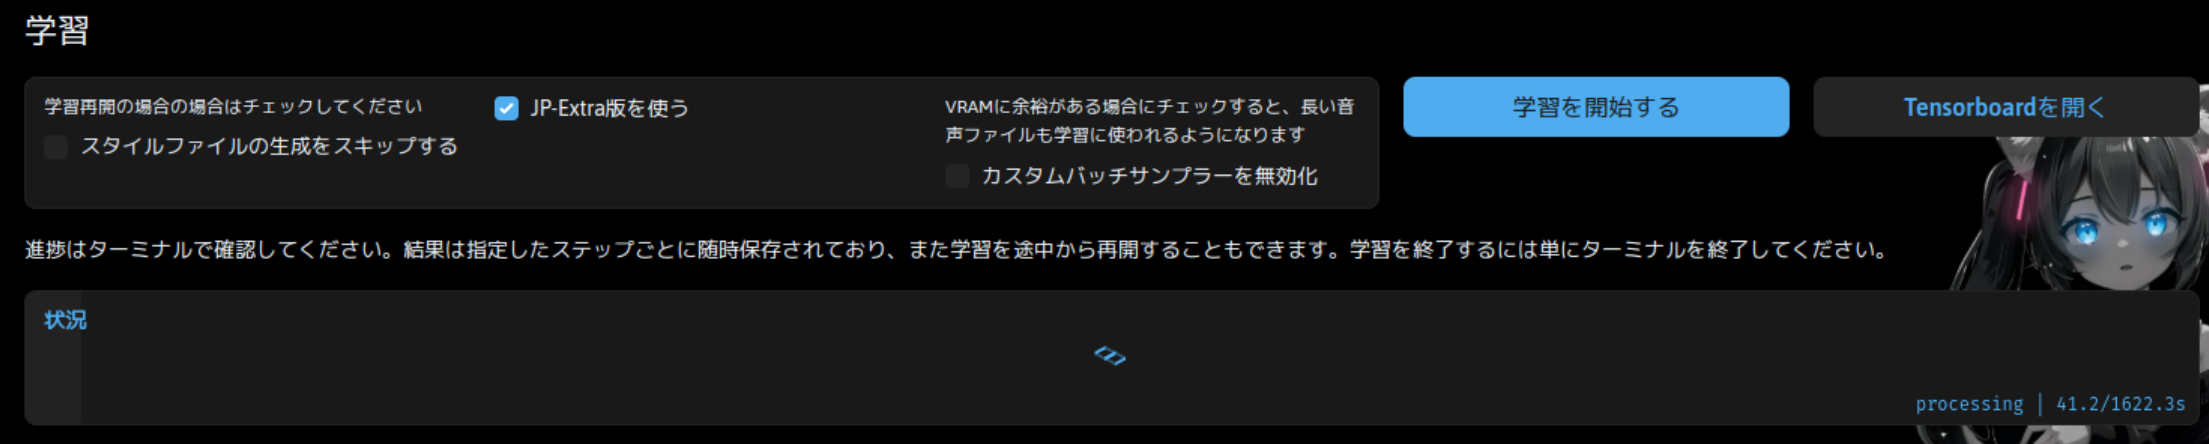 学習
学習再開の場合の場合はチェックしてください
スタイルファイルの生成をスキップする
JP-Extra版を使う
VRAMに余裕がある場合にチェックすると、長い音
声ファイルも学習に使われるようになります
カスタムバッチサンプラーを無効化
学習を開始する
Tensorboardを開く
進捗はターミナルで確認してください。結果は指定したステップごとに随時保存されており、また学習を途中から再開することもできます。学習を終了するには単にターミナルを終了してください。
状況
processing | 41.2/1622.3s